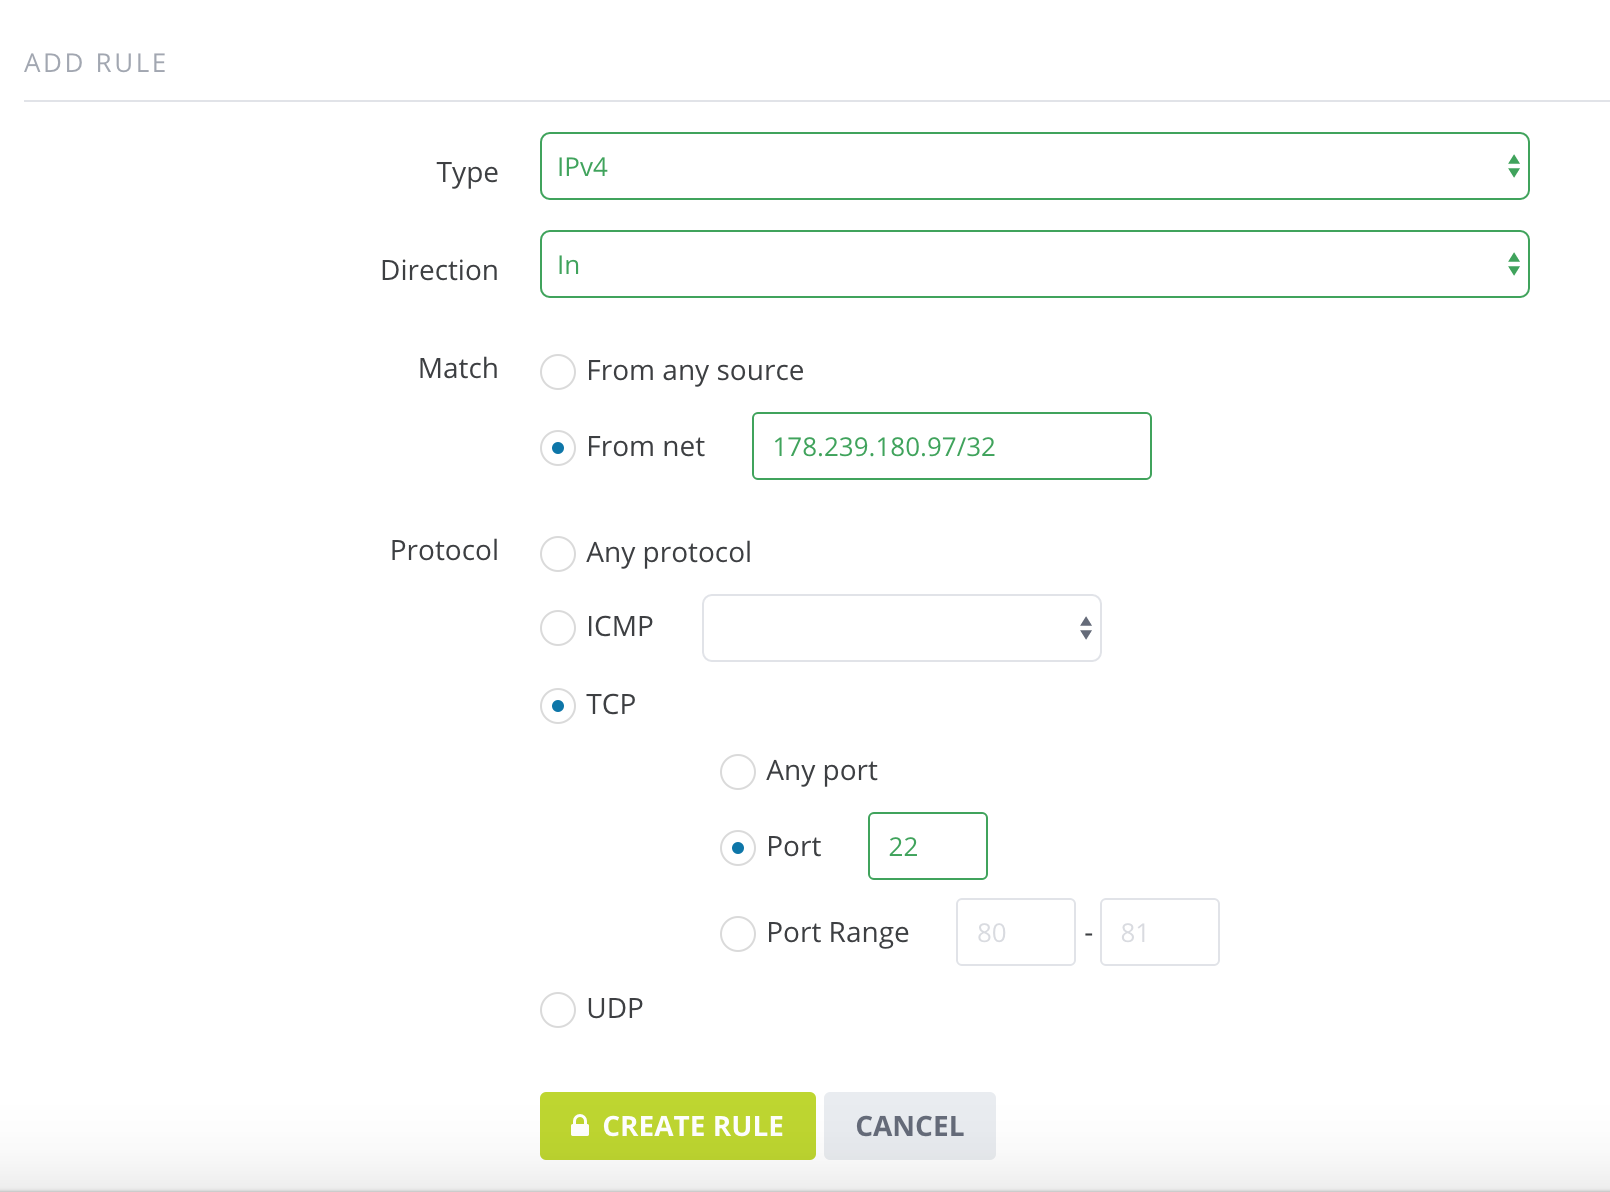 ADD RULE
Type
IPv4
Direction
In
Match
From any source
From net
178.239.180.97/32
Protocol
Any protocol
ICMP
TCP
Any port
Port
22
Port Range
80 - 81
UDP
CREATE RULE
CANCEL